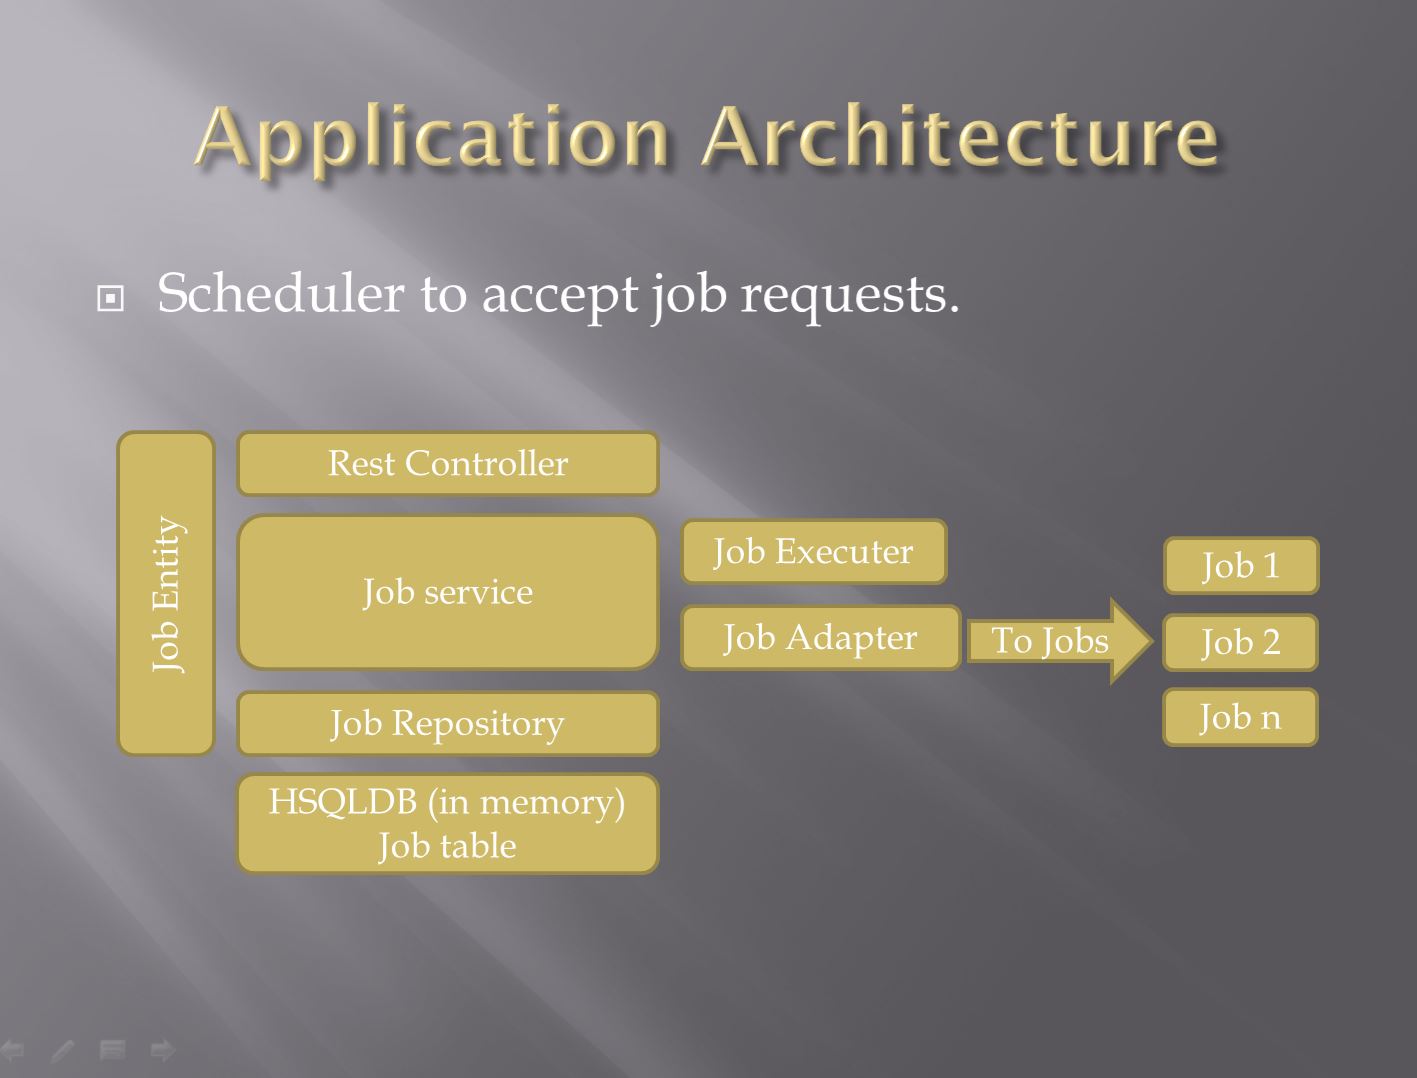 Application Architecture
Scheduler to accept job requests.
Job Entity
Rest Controller
Job service
Job Executer
Job Adapter
To Jobs
Job 1
Job 2
Job n
Job Repository
HSQLDB (in memory)
Job table